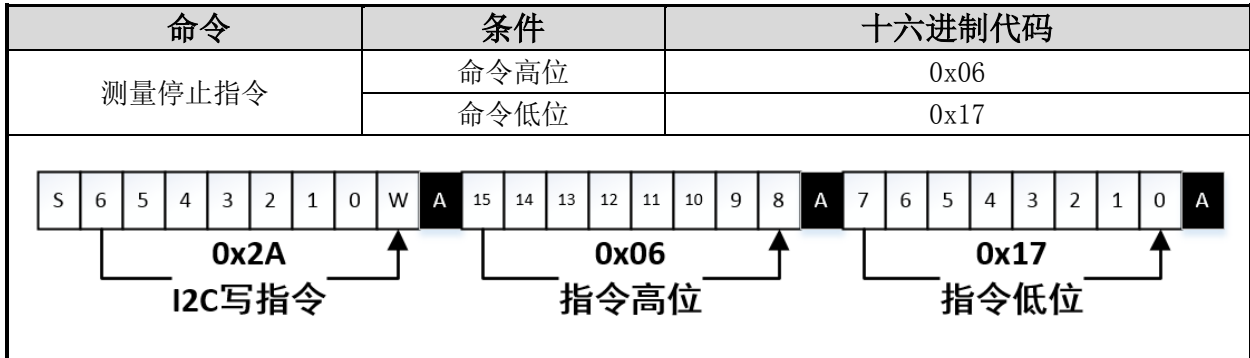 命令 条件 十六进制代码
测量停止指令 命令高位 0x06
命令低位 0x17
S 6 5 4 3 2 1 0 W A 15 14 13 12 11 10 9 8 A 7 6 5 4 3 2 1 0 A
0x2A 0x06 0x17
I2C写指令 指令高位 指令低位